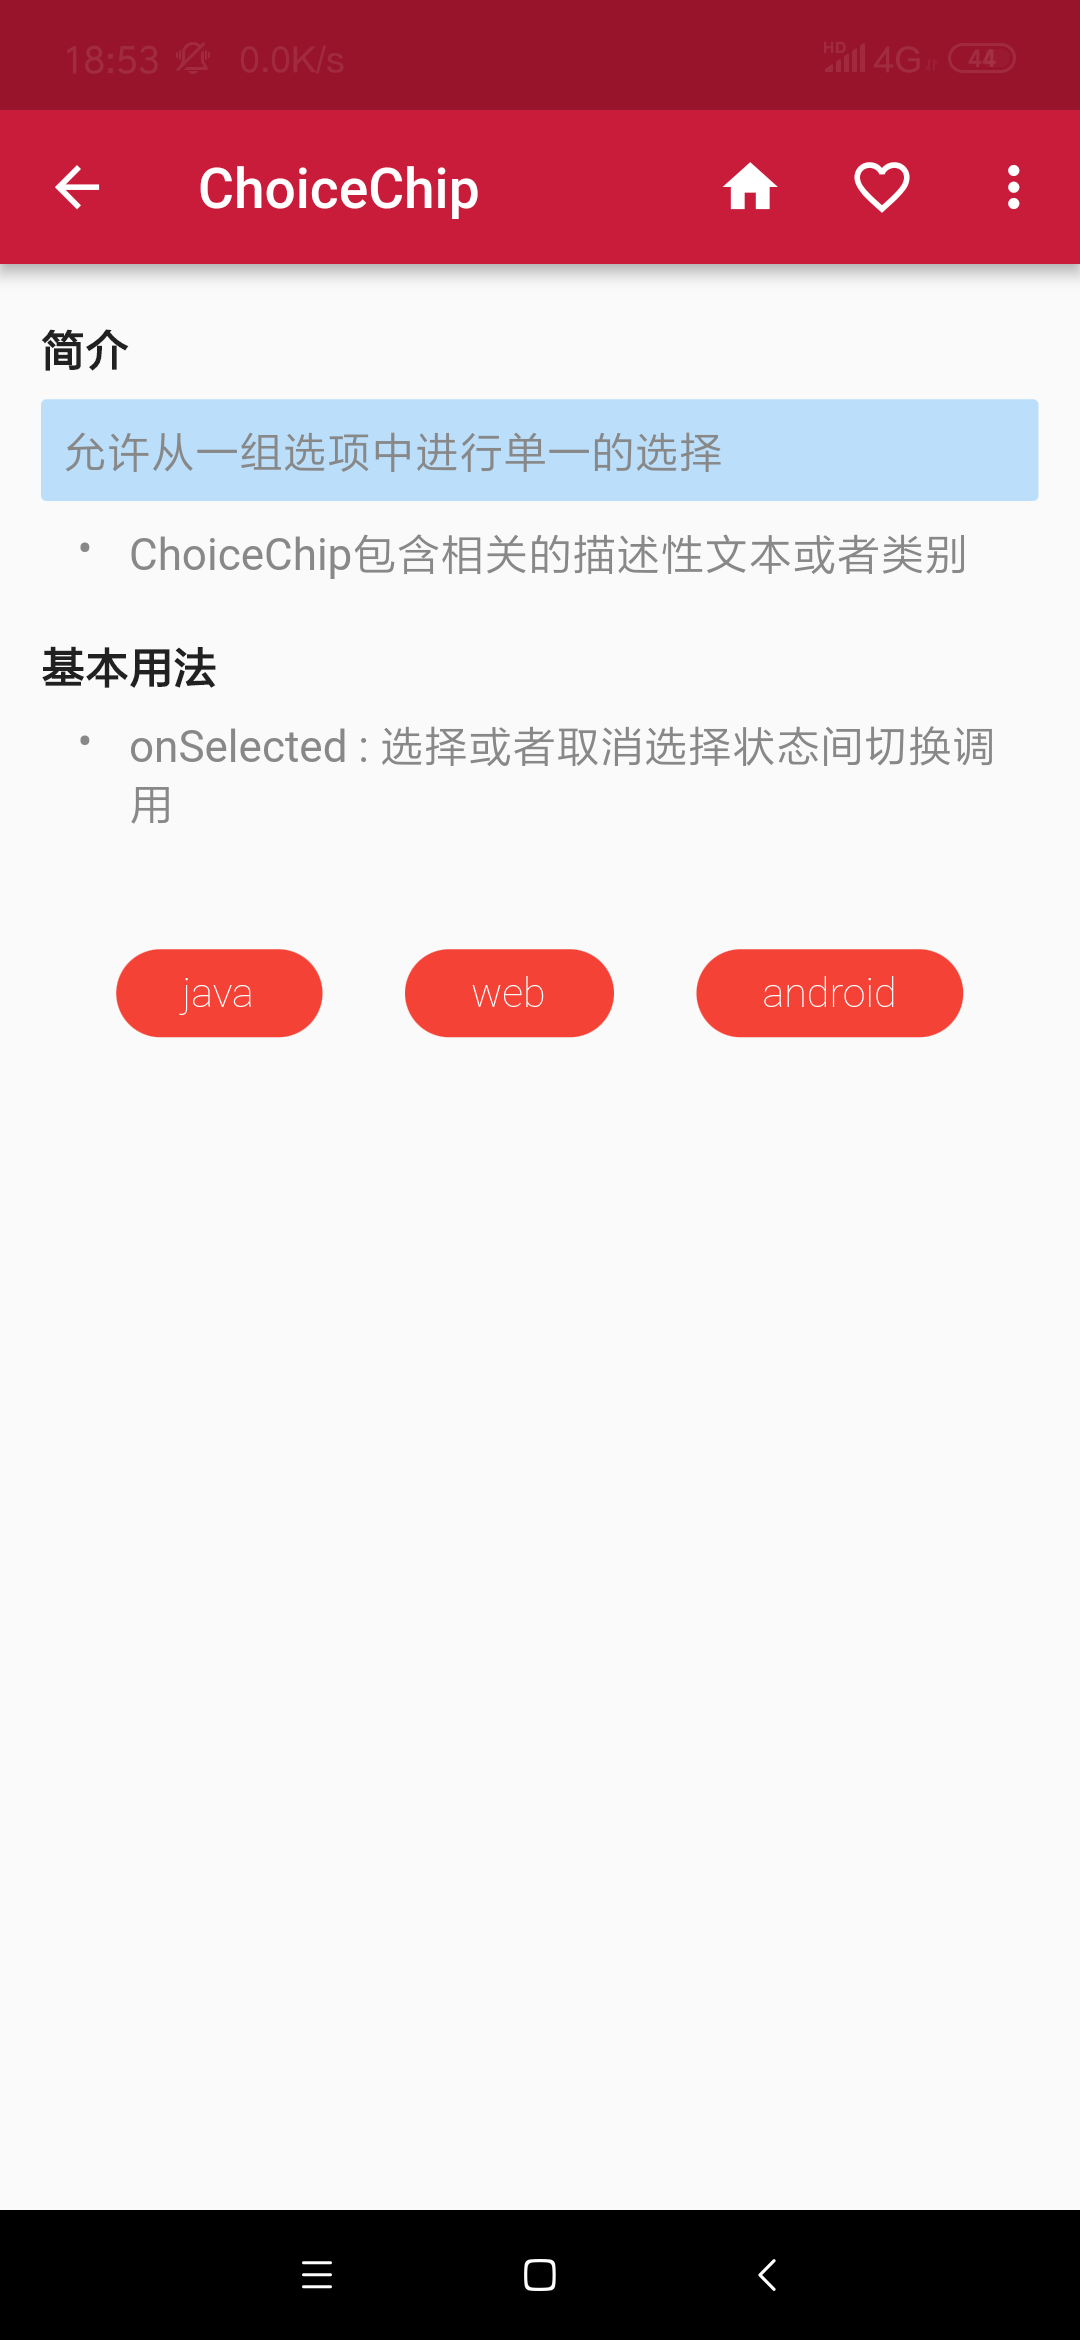 18:53 0.0K/s HD 4G 44
ChoiceChip
简介
允许从一组选项中进行单一的选择
• ChoiceChip包含相关的描述性文本或者类别
基本用法
• onSelected : 选择或者取消选择状态间切换调
用
java web android